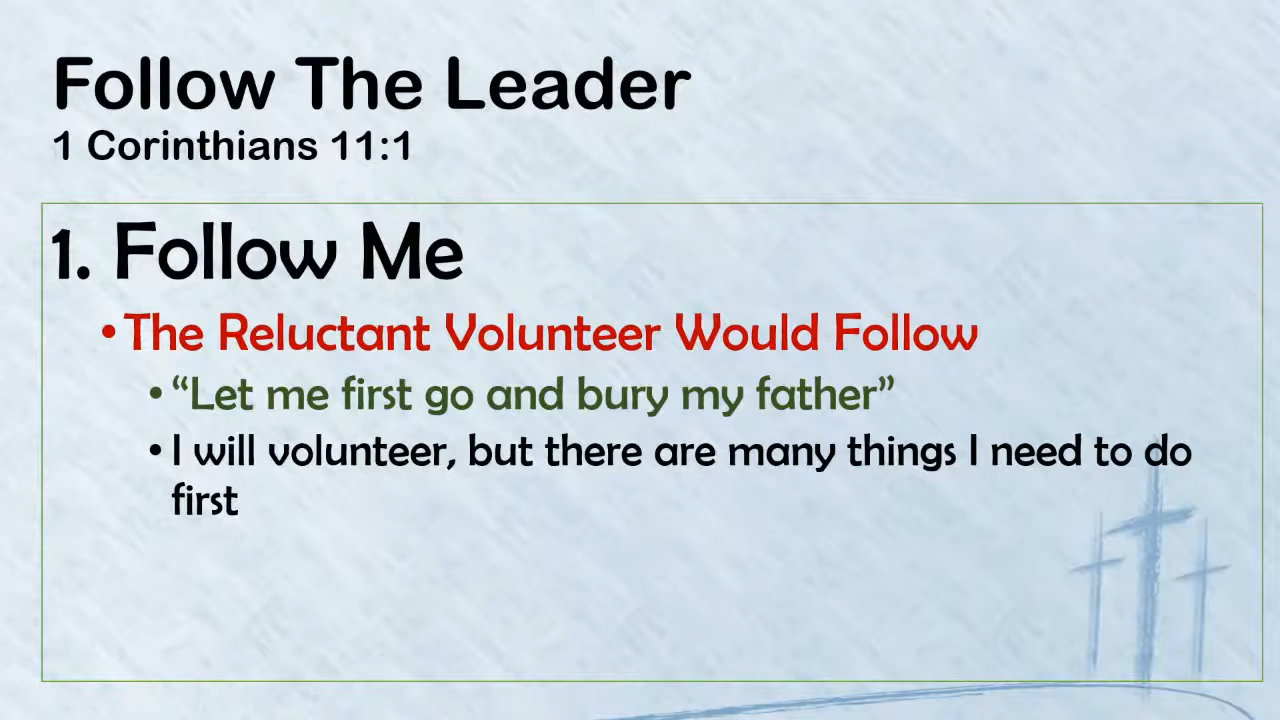 Follow The Leader
1 Corinthians 11:1
1. Follow Me
• The Reluctant Volunteer Would Follow
• “Let me first go and bury my father”
• I will volunteer, but there are many things I need to do
first